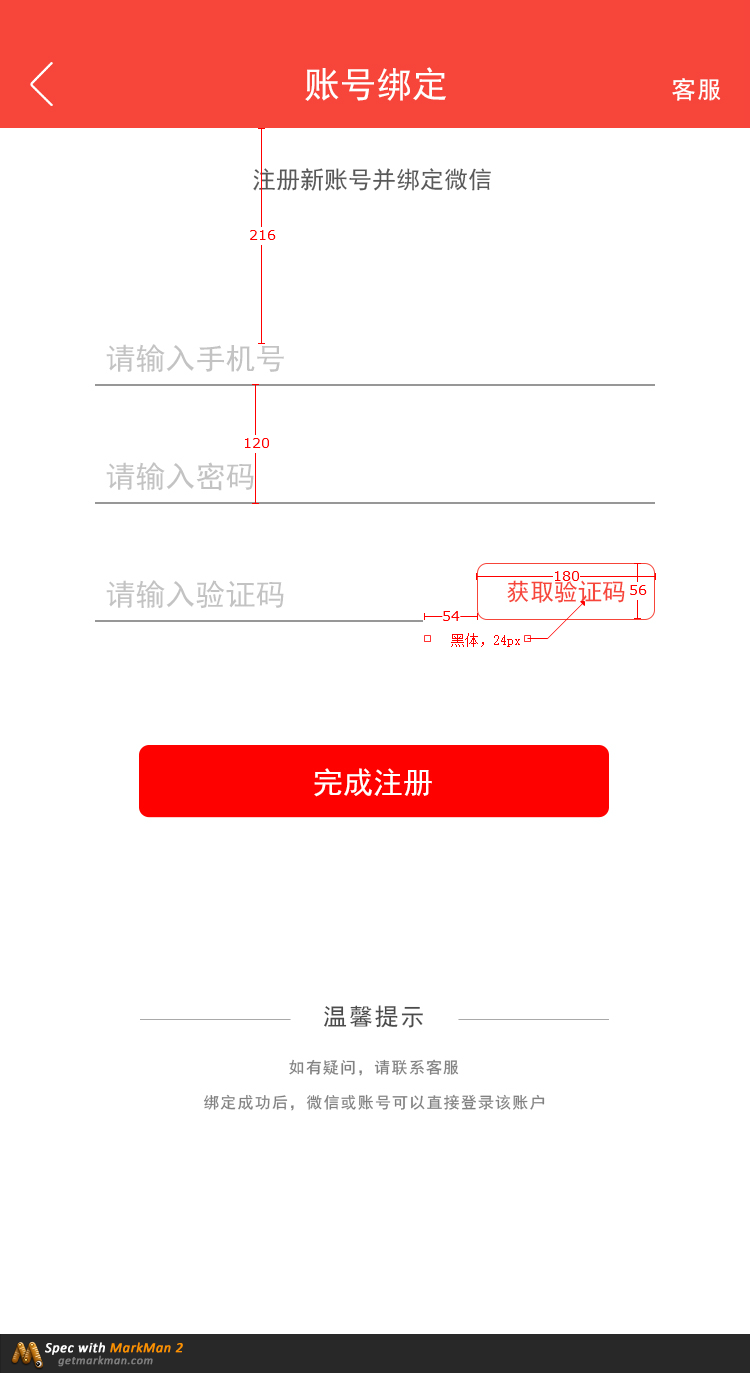 账号绑定
客服
注册新账号并绑定微信
216
请输入手机号
120
请输入密码
请输入验证码
获取验证码
180
56
54
黑体，24px
完成注册
温馨提示
如有疑问，请联系客服
绑定成功后，微信或账号可以直接登录该账户
Spec with MarkMan 2
getmarkman.com